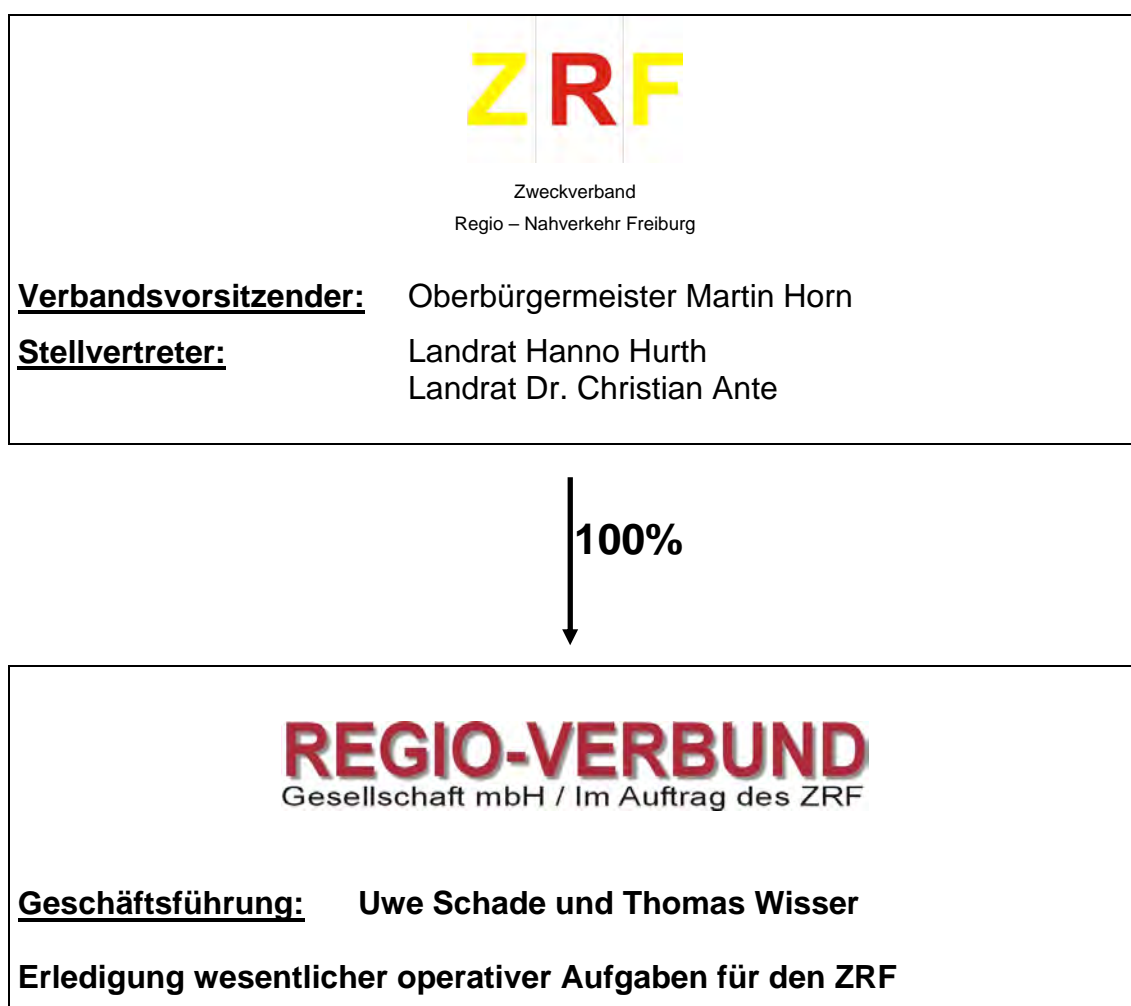 ZRF
Zweckverband
Regio – Nahverkehr Freiburg
Verbandsvorsitzender: Oberbürgermeister Martin Horn
Stellvertreter: Landrat Hanno Hurth
Landrat Dr. Christian Ante
100%
REGIO-VERBUND
Gesellschaft mbH / Im Auftrag des ZRF
Geschäftsführung: Uwe Schade und Thomas Wisser
Erledigung wesentlicher operativer Aufgaben für den ZRF